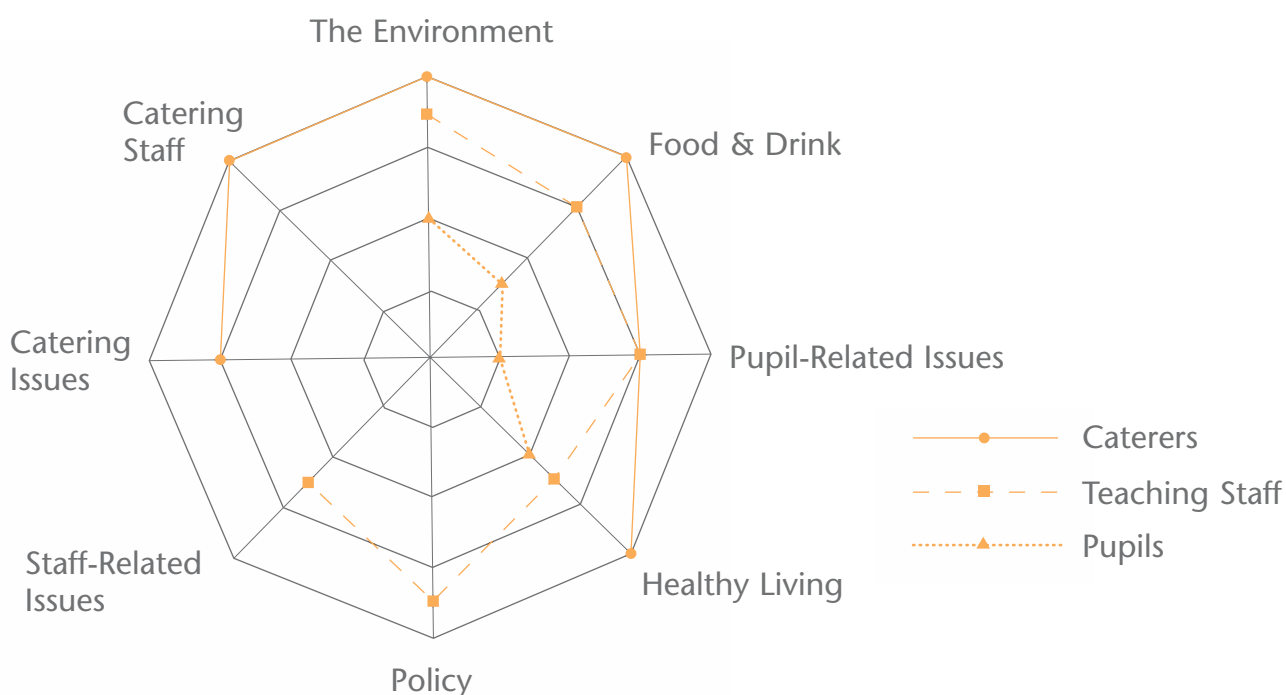 The Environment
Catering
Staff
Food & Drink
Catering
Issues
Pupil-Related Issues
Caterers
Teaching Staff
Pupils
Staff-Related
Issues
Healthy Living
Policy